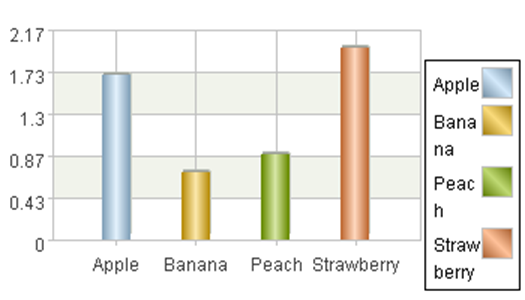 2.17
1.73
1.3
0.87
0.43
0
Apple
Banana
Peach
Strawberry
Apple
Bana
na
Peac
h
Straw
berry